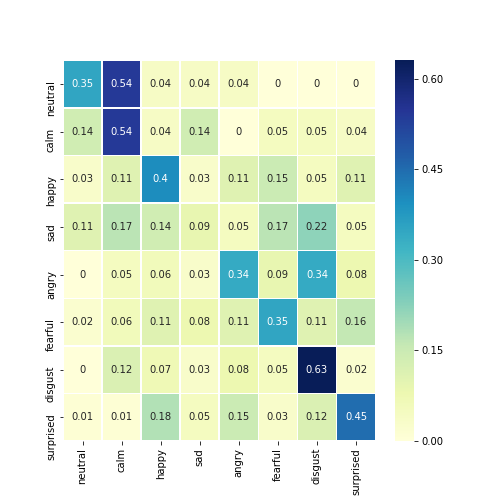 neutral 0.35 0.54 0.04 0.04 0.04 0 0 0
calm 0.14 0.54 0.04 0.14 0 0.05 0.05 0.04
happy 0.03 0.11 0.4 0.03 0.11 0.15 0.05 0.11
sad 0.11 0.17 0.14 0.09 0.05 0.17 0.22 0.05
angry 0 0.05 0.06 0.03 0.34 0.09 0.34 0.08
fearful 0.02 0.06 0.11 0.08 0.11 0.35 0.11 0.16
disgust 0 0.12 0.07 0.03 0.08 0.05 0.63 0.02
surprised 0.01 0.01 0.18 0.05 0.15 0.03 0.12 0.45
neutral calm happy sad angry fearful disgust surprised
0.60
0.45
0.30
0.15
0.00